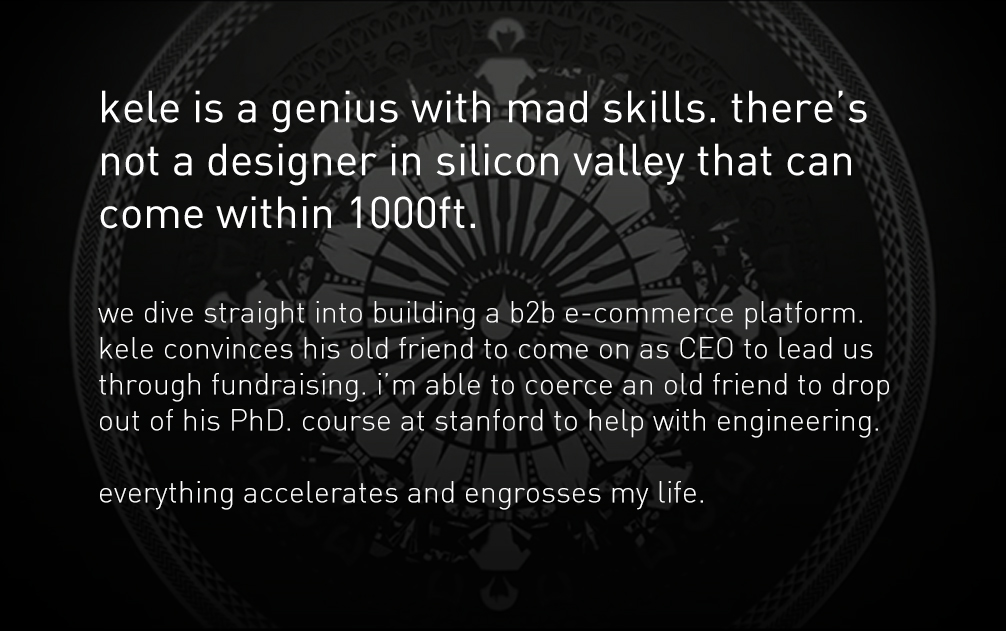 kele is a genius with mad skills. there's
not a designer in silicon valley that can
come within 1000ft.
we dive straight into building a b2b e-commerce platform.
kele convinces his old friend to come on as CEO to lead us
through fundraising. i'm able to coerce an old friend to drop
out of his PhD. course at stanford to help with engineering.
everything accelerates and engrosses my life.